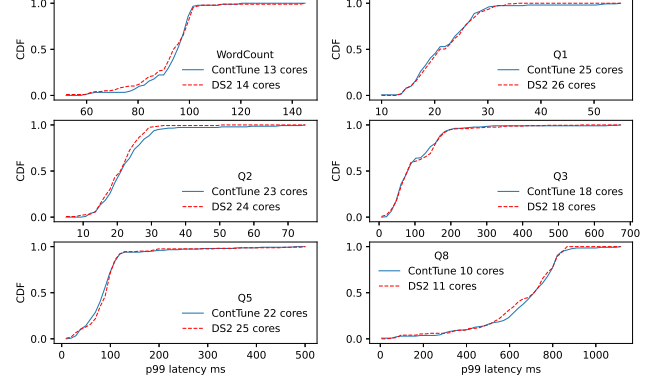 1.0
0.5
0.0
CDF
WordCount
ContTune 13 cores
DS2 14 cores
60 80 100 120 140
1.0
0.5
0.0
CDF
Q1
ContTune 25 cores
DS2 26 cores
10 20 30 40 50
1.0
0.5
0.0
CDF
Q2
ContTune 23 cores
DS2 24 cores
10 20 30 40 50 60 70
1.0
0.5
0.0
CDF
Q3
ContTune 18 cores
DS2 18 cores
0 100 200 300 400 500 600 700
1.0
0.5
0.0
CDF
Q5
ContTune 22 cores
DS2 25 cores
0 100 200 300 400 500
p99 latency ms
1.0
0.5
0.0
CDF
Q8
ContTune 10 cores
DS2 11 cores
0 200 400 600 800 1000
p99 latency ms